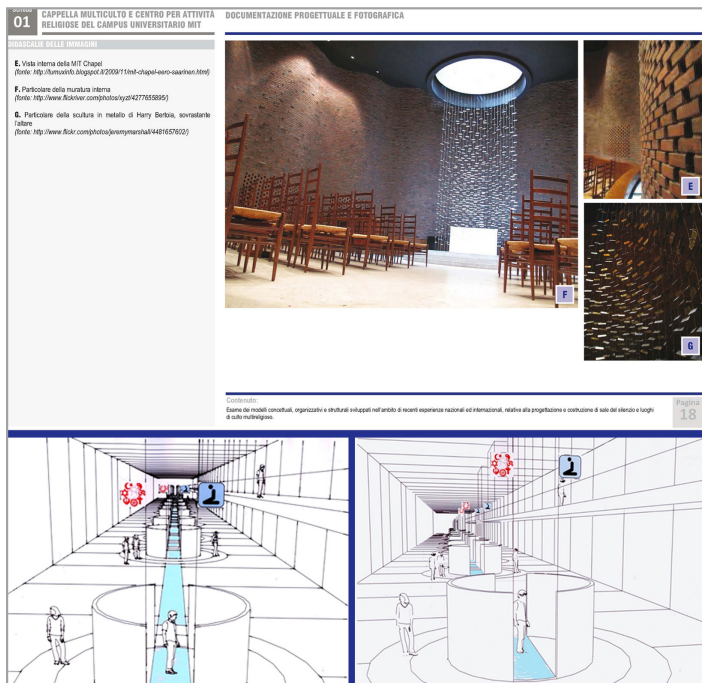 SCHEDA
01
CAPPELLA MULTICULTO E CENTRO PER ATTIVITÀ
RELIGIOSE DEL CAMPUS UNIVERSITARIO MIT
DOCUMENTAZIONE PROGETTUALE E FOTOGRAFICA
DIDASCALIE DELLE IMMAGINI
E. Vista interna della MIT Chapel
(fonte: http://tumuxinfo.blogspot.it/2009/11/mit-chapel-eero-saarinen.html)
F. Particolare della muratura interna
(fonte: http://www.flickriver.com/photos/xyzt/4277655895/)
G. Particolare della scultura in metallo di Harry Bertoia, sovrastante
l'altare
(fonte: http://www.flickr.com/photos/jeremymarshall/4481657602/)
E
F
G
Contenuto:
Esame dei modelli concettuali, organizzativi e strutturali sviluppati nell'ambito di recenti esperienze nazionali ed internazionali, relative alla progettazione e costruzione di sale del silenzio e luoghi
di culto multireligioso.
Pagina
18